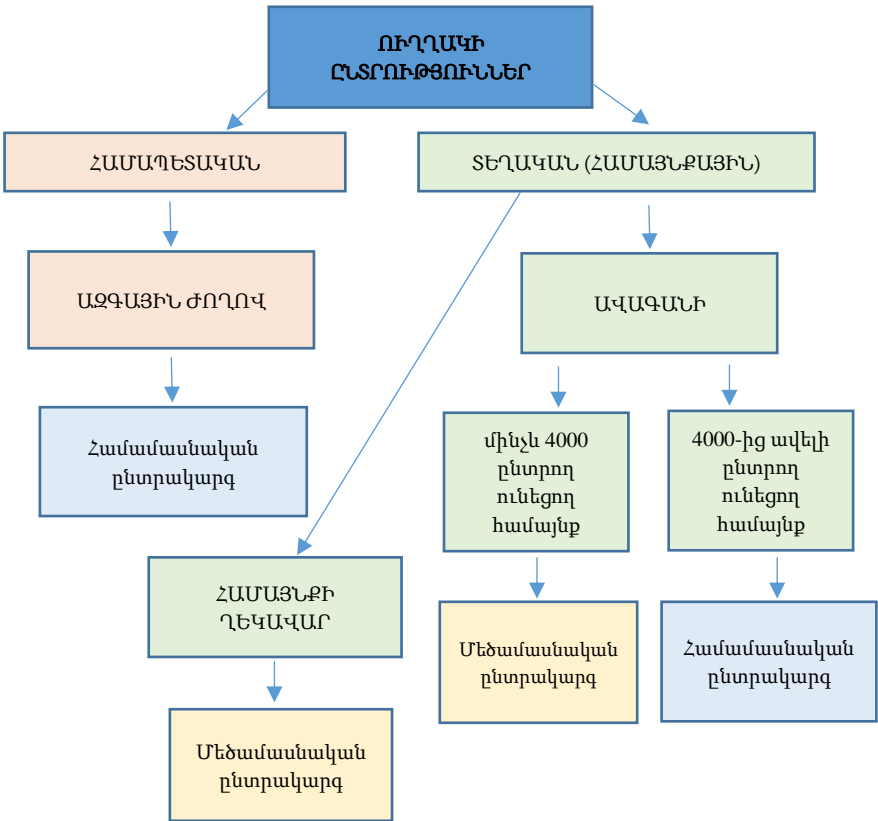 ՈՒՂՂԱԿԻ
ԸՆՏՐՈՒԹՅՈՒՆՆԵՐ
ՀԱՄԱՊԵՏԱԿԱՆ
ՏԵՂԱԿԱՆ (ՀԱՄԱՅՆՔԱՅԻՆ)
ԱԶԳԱՅԻՆ ԺՈՂՈՎ
ԱՎԱԳԱՆԻ
Համամասնական
ընտրակարգ
մինչև 4000
ընտրող
ունեցող
համայնք
4000-ից ավելի
ընտրող
ունեցող
համայնք
ՀԱՄԱՅՆՔԻ
ՂԵԿԱՎԱՐ
Մեծամասնական
ընտրակարգ
Համամասնական
ընտրակարգ
Մեծամասնական
ընտրակարգ